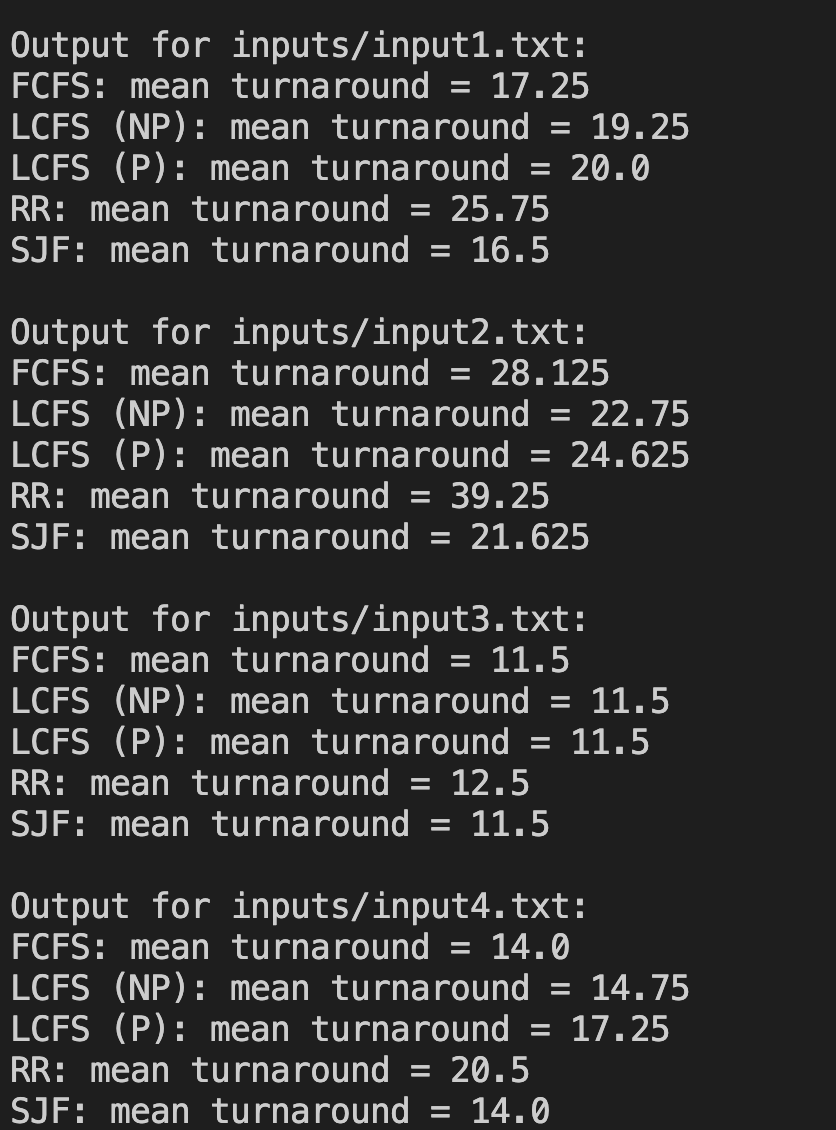 Output for inputs/input1.txt:
FCFS: mean turnaround = 17.25
LCFS (NP): mean turnaround = 19.25
LCFS (P): mean turnaround = 20.0
RR: mean turnaround = 25.75
SJF: mean turnaround = 16.5

Output for inputs/input2.txt:
FCFS: mean turnaround = 28.125
LCFS (NP): mean turnaround = 22.75
LCFS (P): mean turnaround = 24.625
RR: mean turnaround = 39.25
SJF: mean turnaround = 21.625

Output for inputs/input3.txt:
FCFS: mean turnaround = 11.5
LCFS (NP): mean turnaround = 11.5
LCFS (P): mean turnaround = 11.5
RR: mean turnaround = 12.5
SJF: mean turnaround = 11.5

Output for inputs/input4.txt:
FCFS: mean turnaround = 14.0
LCFS (NP): mean turnaround = 14.75
LCFS (P): mean turnaround = 17.25
RR: mean turnaround = 20.5
SJF: mean turnaround = 14.0